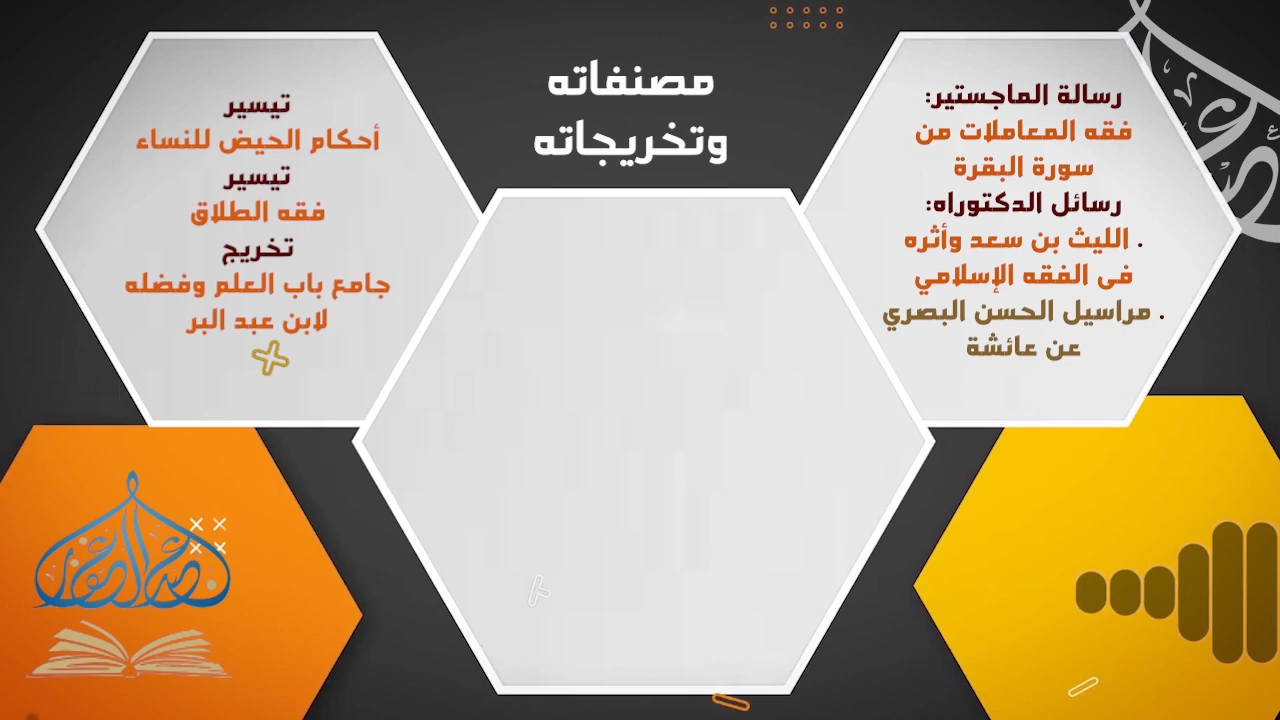 مصنفاته
وتخريجاته
رسالة الماجستير:
فقه المعاملات من
سورة البقرة
رسائل الدكتوراه:
. الليث بن سعد وأثره
فى الفقه الإسلامي
. مراسيل الحسن البصري
عن عائشة
تيسير
أحكام الحيض للنساء
تيسير
فقه الطلاق
تخريج
جامع باب العلم وفضله
لابن عبد البر